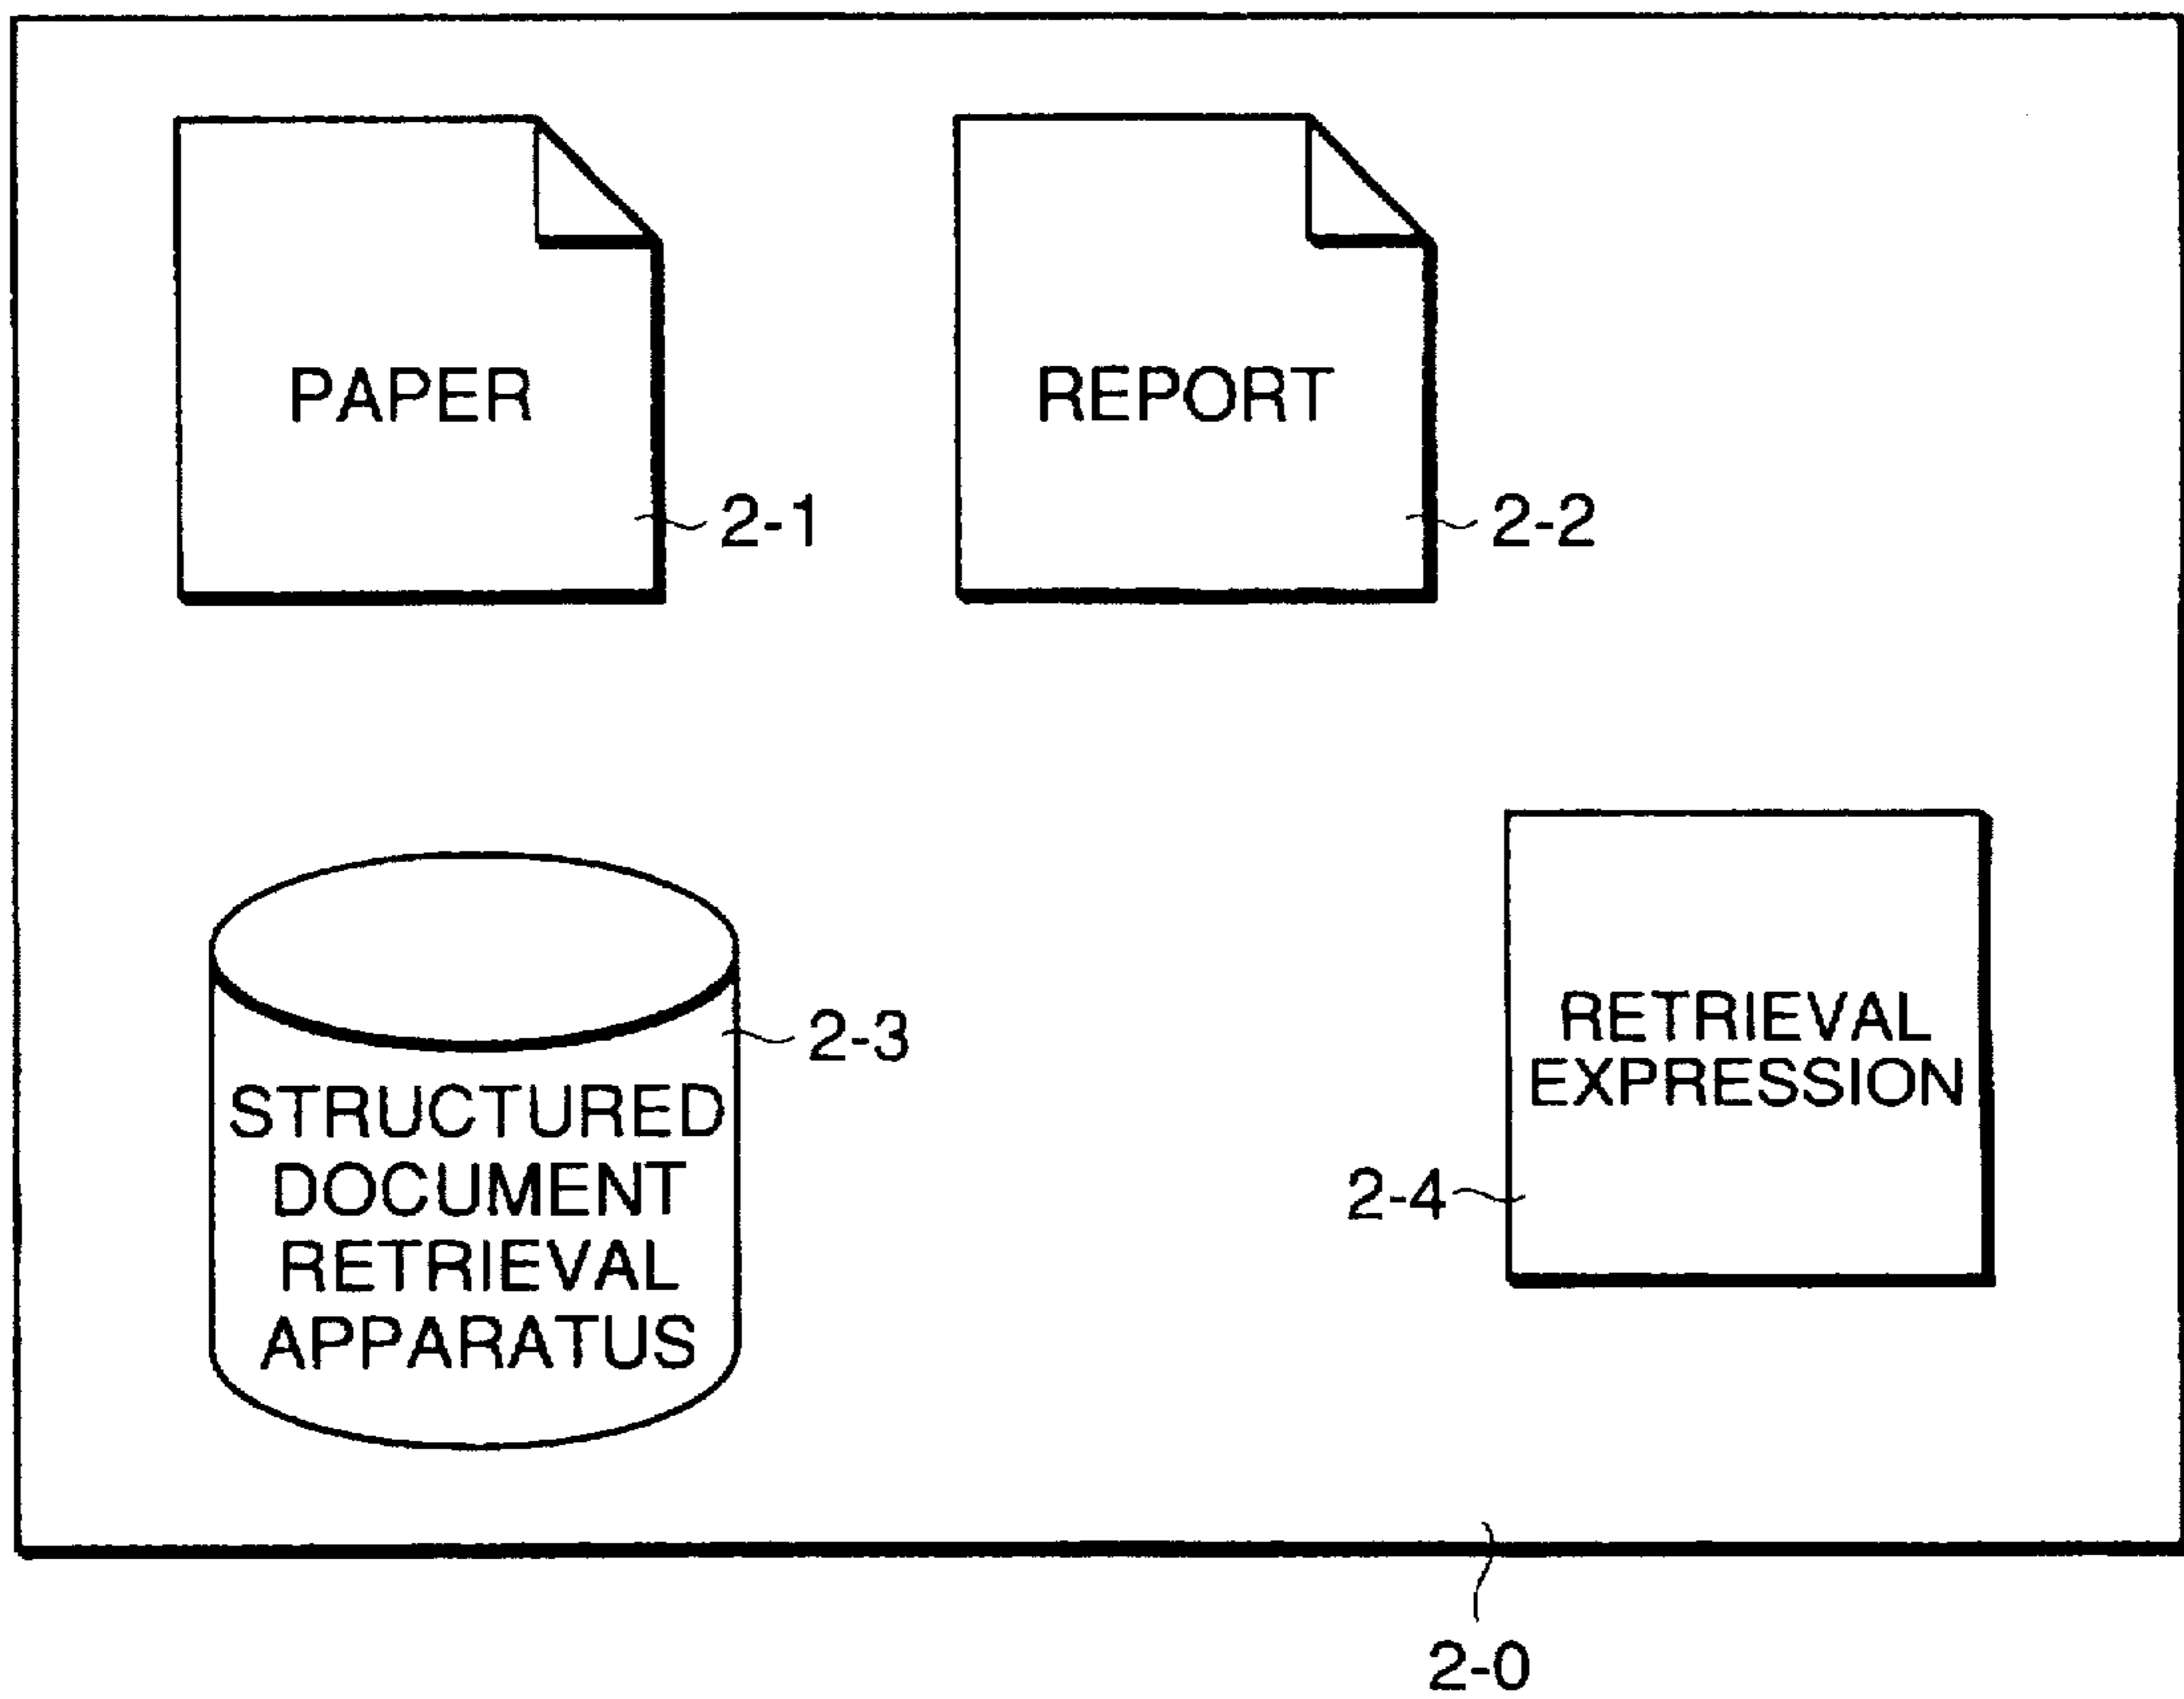 PAPER
2-1
REPORT
2-2
2-3
STRUCTURED
DOCUMENT
RETRIEVAL
APPARATUS
RETRIEVAL
EXPRESSION
2-4
2-0